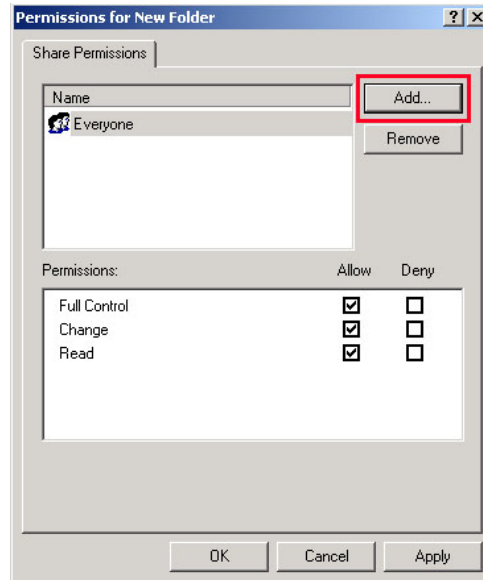 Permissions for New Folder
Share Permissions
Name
Add...
Everyone
Remove
Permissions: Allow Deny
Full Control
Change
Read
OK Cancel Apply